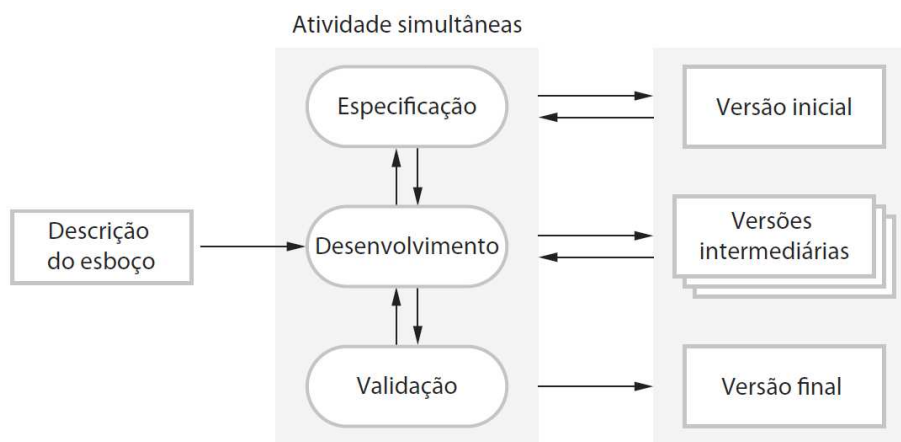 Atividade simultâneas
Especificação
Versão inicial
Descrição
do esboço
Desenvolvimento
Versões
intermediárias
Validação
Versão final